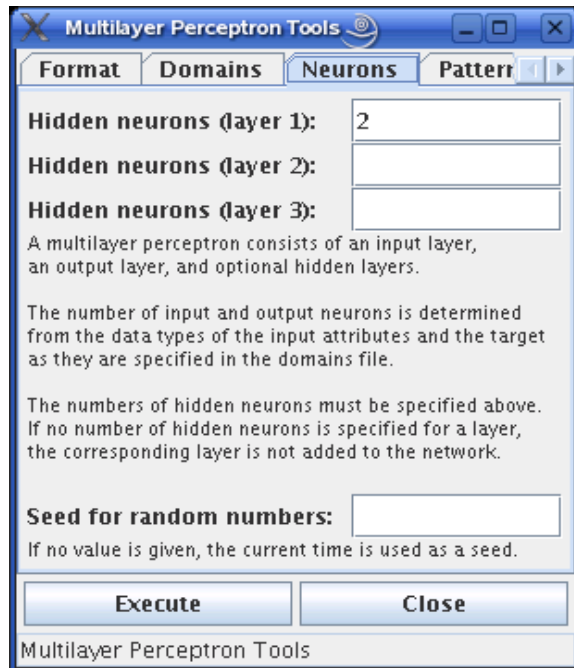 Multilayer Perceptron Tools
Format Domains Neurons Pattern
Hidden neurons (layer 1): 2
Hidden neurons (layer 2):
Hidden neurons (layer 3):
A multilayer perceptron consists of an input layer,
an output layer, and optional hidden layers.
The number of input and output neurons is determined
from the data types of the input attributes and the target
as they are specified in the domains file.
The numbers of hidden neurons must be specified above.
If no number of hidden neurons is specified for a layer,
the corresponding layer is not added to the network.
Seed for random numbers:
If no value is given, the current time is used as a seed.
Execute Close
Multilayer Perceptron Tools